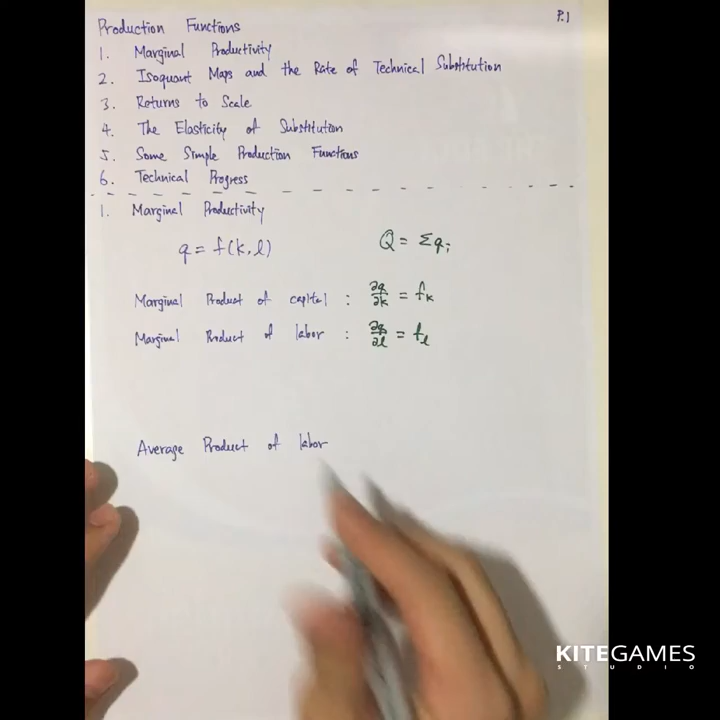 P.1
Production Functions
1. Marginal Productivity
2. Isoquant Maps and the Rate of Technical Substitution
3. Returns to Scale
4. The Elasticity of Substitution
5. Some Simple Production Functions
6. Technical Progress
1. Marginal Productivity
q = f(k, l) Q = Σqᵢ
Marginal Product of capital : ∂q/∂k = fₖ
Marginal Product of labor : ∂q/∂l = fₗ
Average Product of labor
KITEGAMES
STUDIO